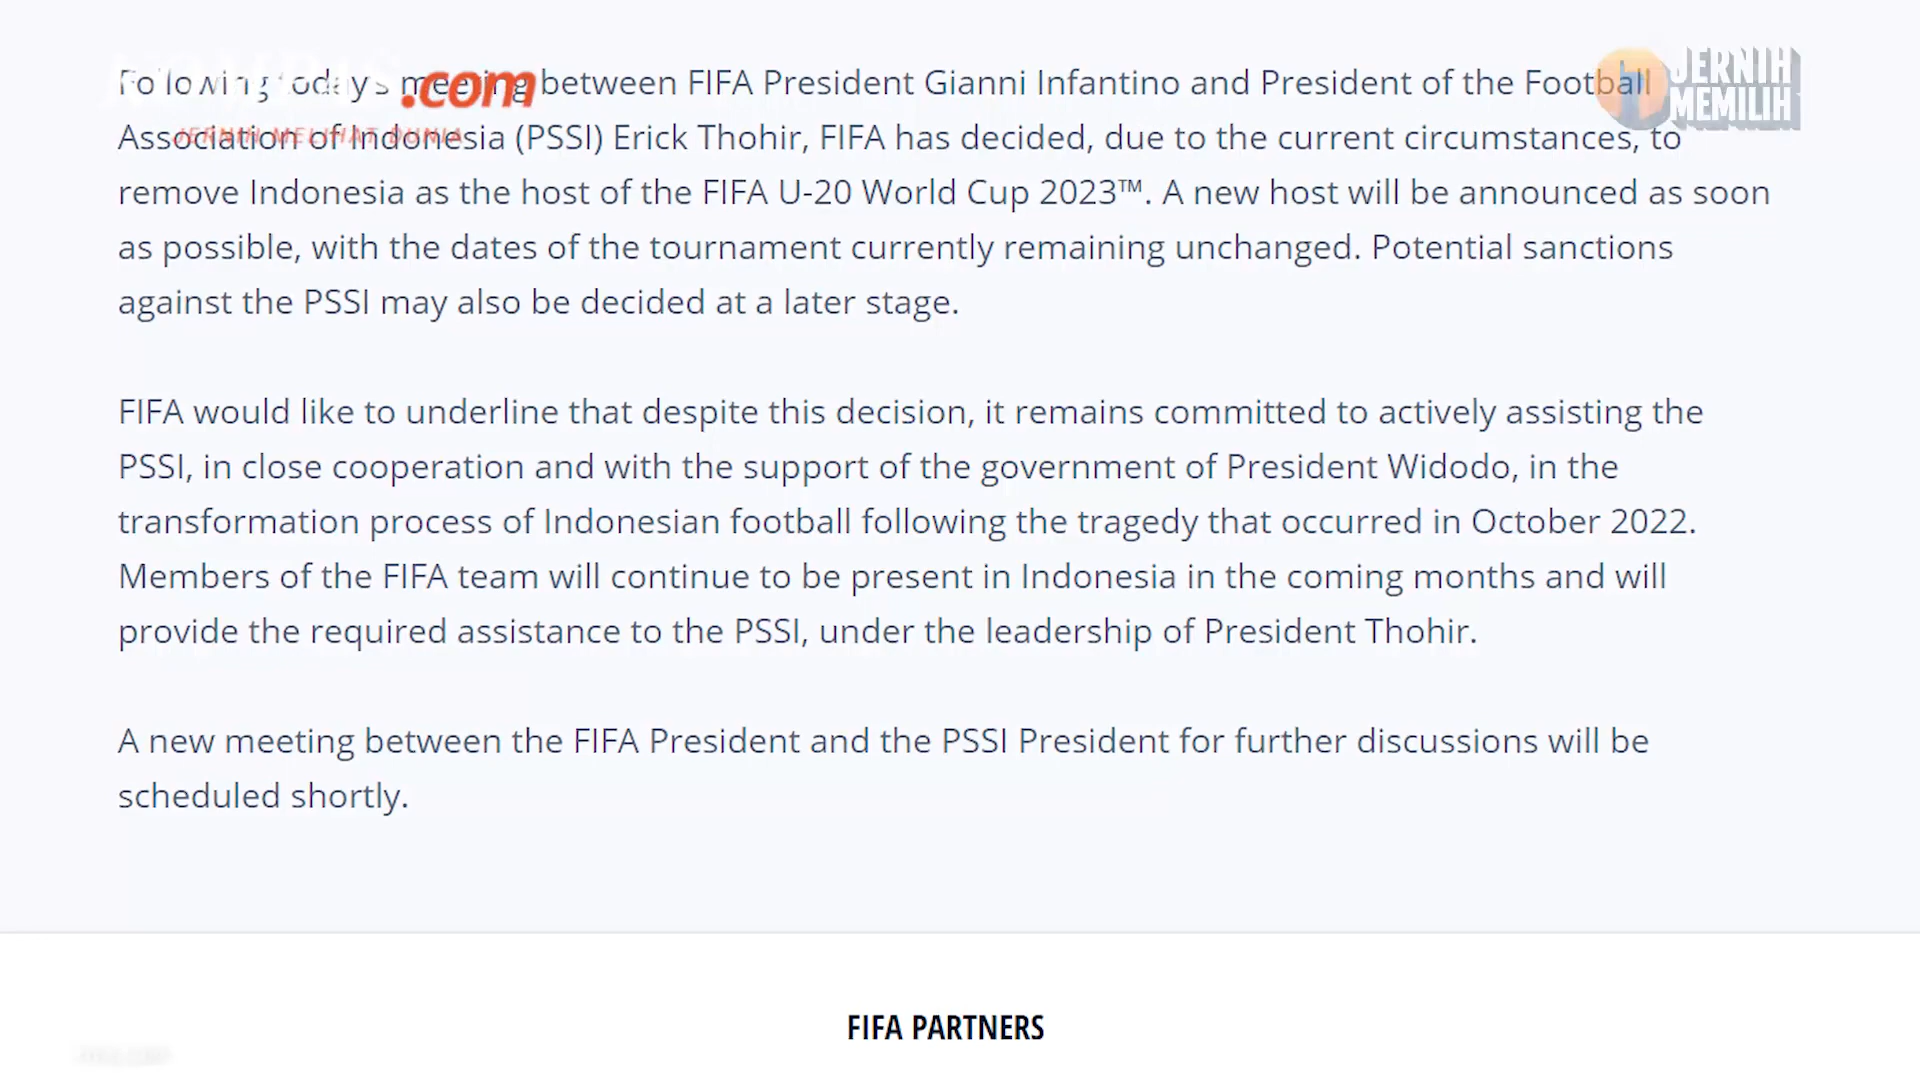 Following today's meeting between FIFA President Gianni Infantino and President of the Football
Association of Indonesia (PSSI) Erick Thohir, FIFA has decided, due to the current circumstances, to
remove Indonesia as the host of the FIFA U-20 World Cup 2023™. A new host will be announced as soon
as possible, with the dates of the tournament currently remaining unchanged. Potential sanctions
against the PSSI may also be decided at a later stage.
FIFA would like to underline that despite this decision, it remains committed to actively assisting the
PSSI, in close cooperation and with the support of the government of President Widodo, in the
transformation process of Indonesian football following the tragedy that occurred in October 2022.
Members of the FIFA team will continue to be present in Indonesia in the coming months and will
provide the required assistance to the PSSI, under the leadership of President Thohir.
A new meeting between the FIFA President and the PSSI President for further discussions will be
scheduled shortly.
FIFA PARTNERS
KOMPAS.com
JERNIH MELIHAT DUNIA
JERNIH
MEMILIH